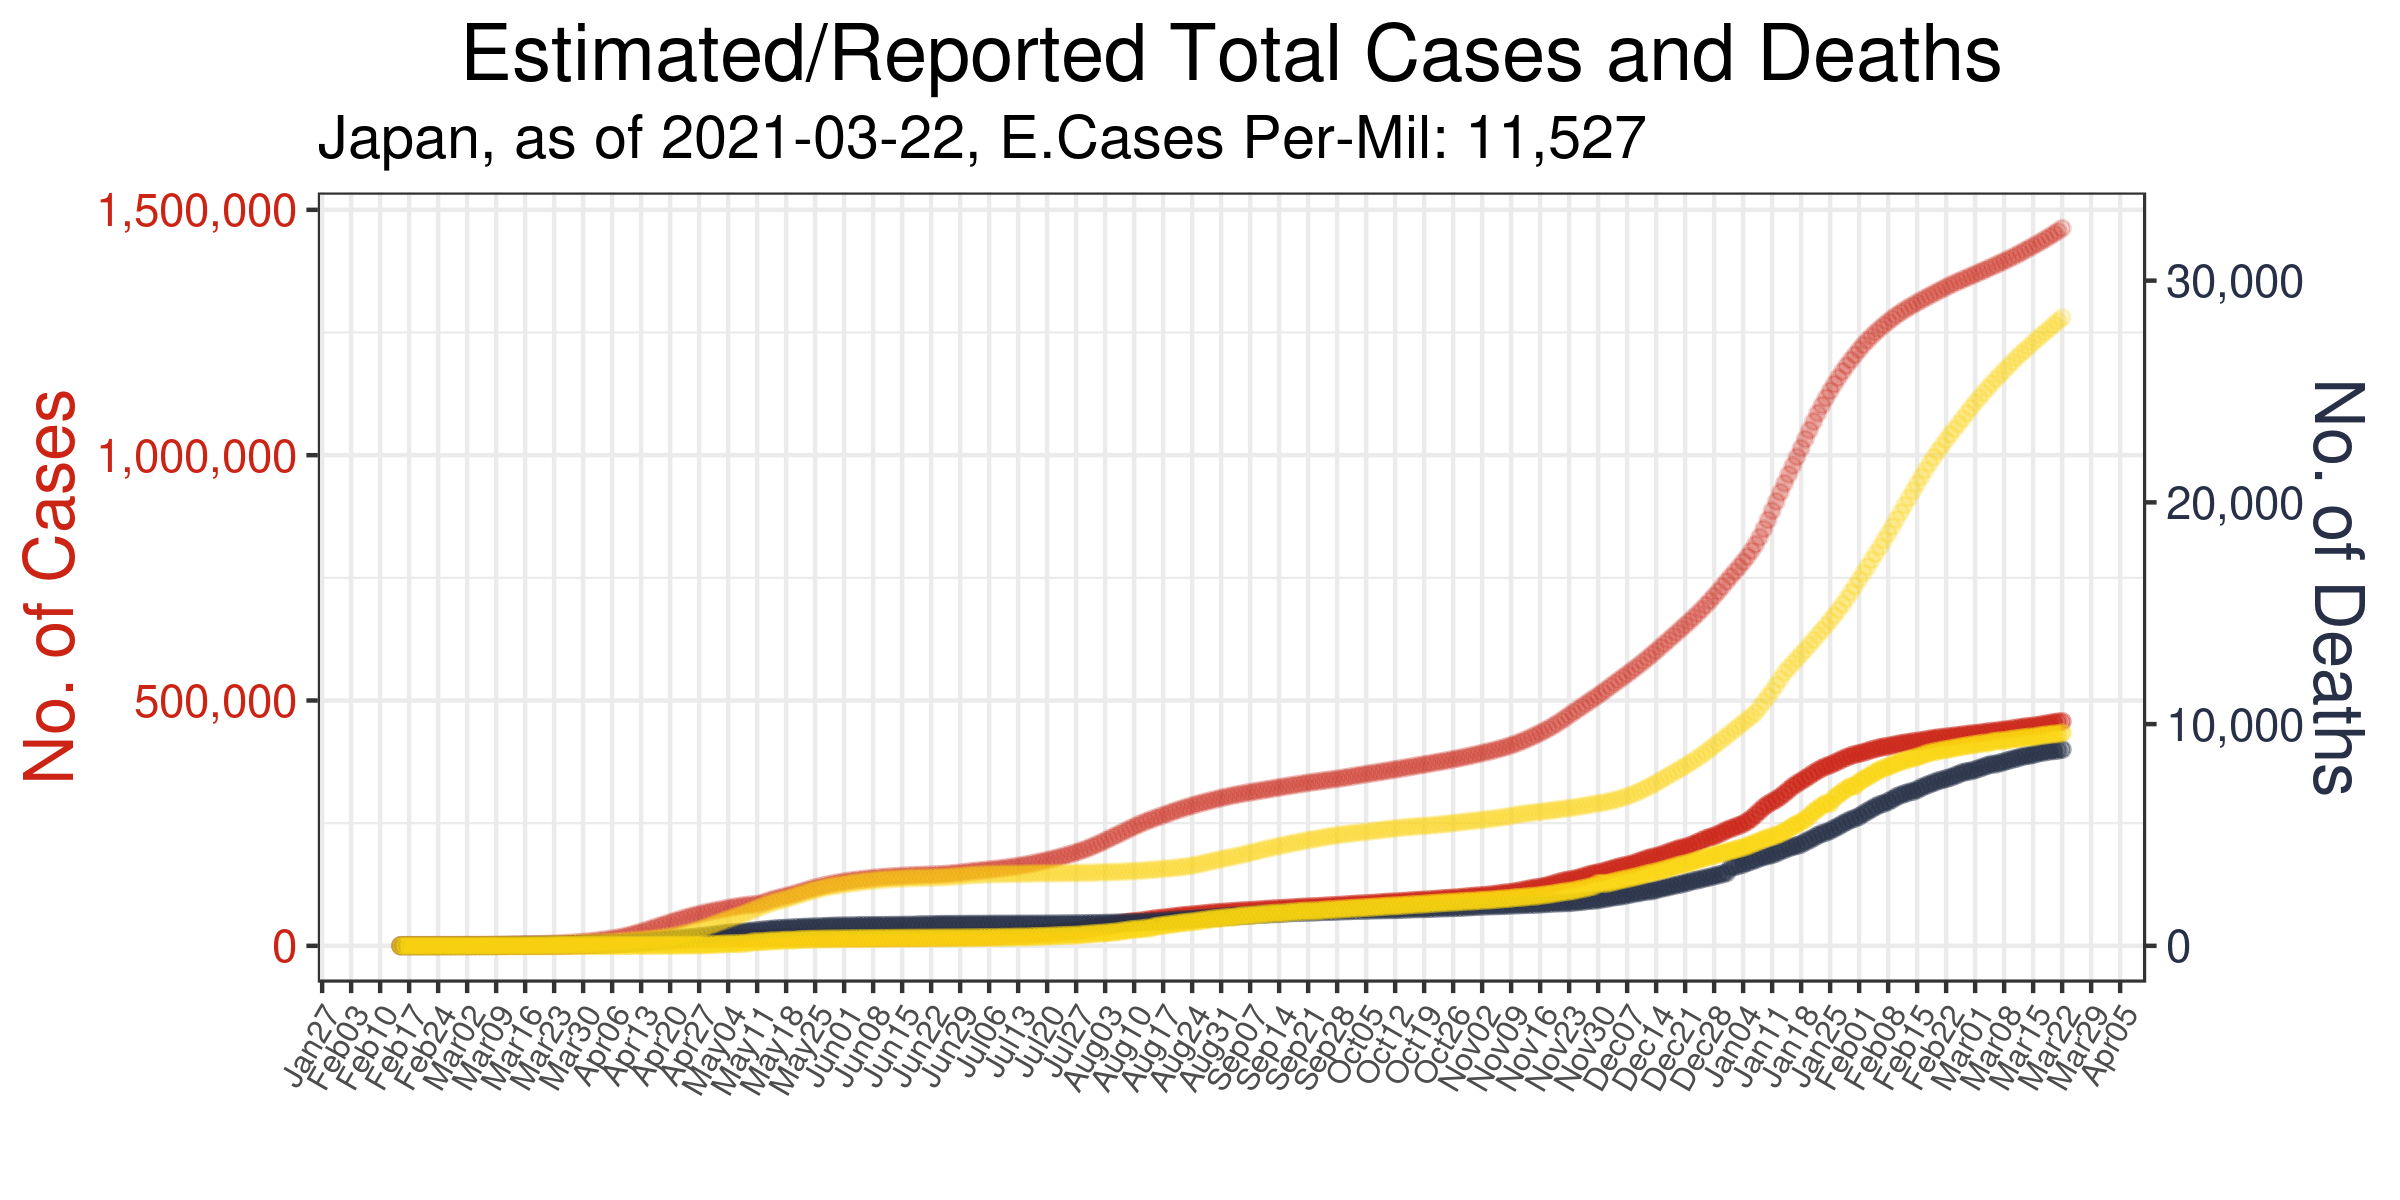 Estimated/Reported Total Cases and Deaths
Japan, as of 2021-03-22, E.Cases Per-Mil: 11,527
No. of Cases
1,500,000
1,000,000
500,000
0
30,000
20,000
10,000
0
No. of Deaths
Jan27
Feb03
Feb10
Feb17
Feb24
Mar02
Mar09
Mar16
Mar23
Mar30
Apr06
Apr13
Apr20
Apr27
May04
May11
May18
May25
Jun01
Jun08
Jun15
Jun22
Jun29
Jul06
Jul13
Jul20
Jul27
Aug03
Aug10
Aug17
Aug24
Aug31
Sep07
Sep14
Sep21
Sep28
Oct05
Oct12
Oct19
Oct26
Nov02
Nov09
Nov16
Nov23
Nov30
Dec07
Dec14
Dec21
Dec28
Jan04
Jan11
Jan18
Jan25
Feb01
Feb08
Feb15
Feb22
Mar01
Mar08
Mar15
Mar22
Mar29
Apr05